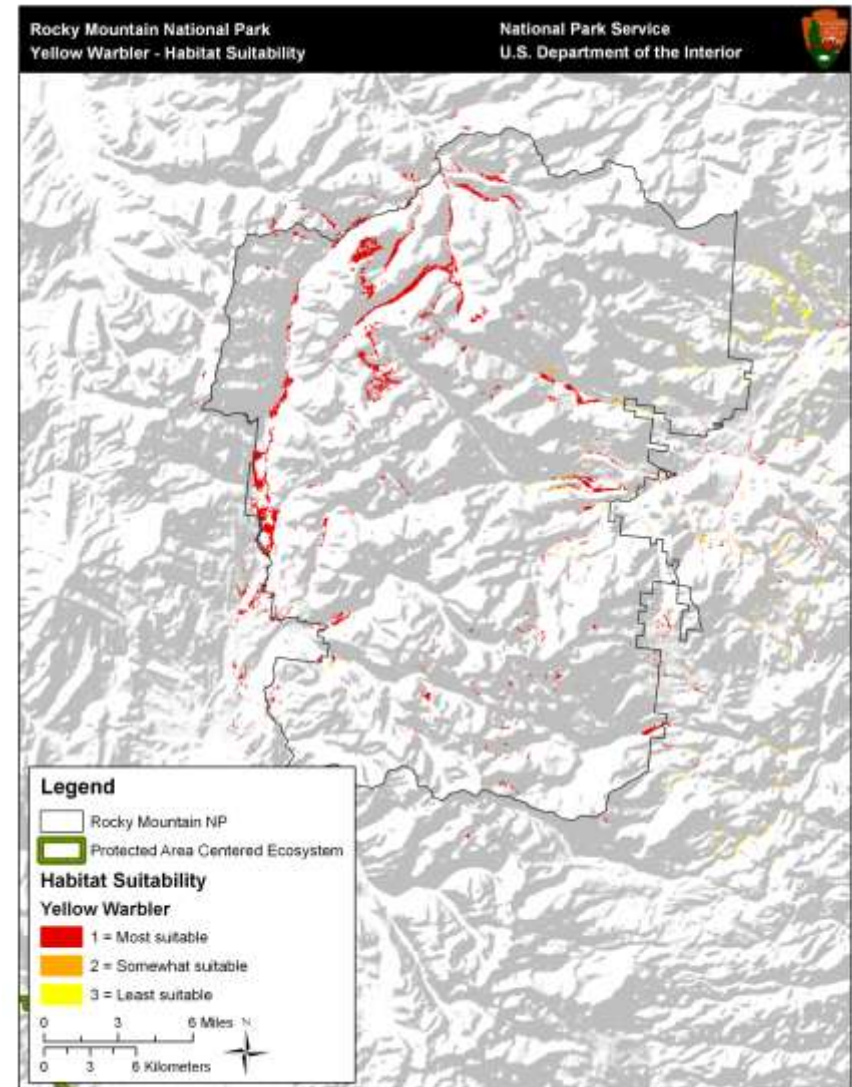 Rocky Mountain National Park
Yellow Warbler - Habitat Suitability
National Park Service
U.S. Department of the Interior
Legend
Rocky Mountain NP
Protected Area Centered Ecosystem
Habitat Suitability
Yellow Warbler
1 = Most suitable
2 = Somewhat suitable
3 = Least suitable
0 3 6 Miles N
0 3 6 Kilometers